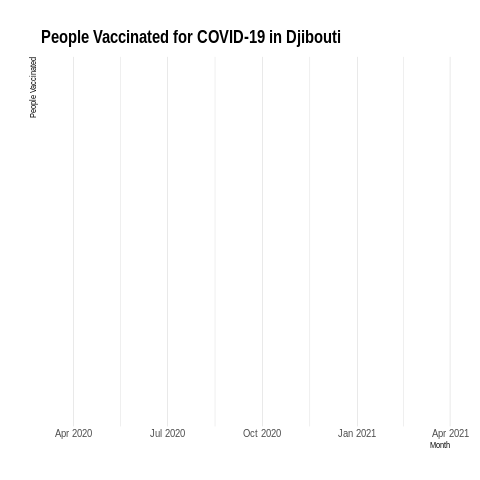 People Vaccinated for COVID-19 in Djibouti
People Vaccinated
Apr 2020
Jul 2020
Oct 2020
Jan 2021
Apr 2021
Month